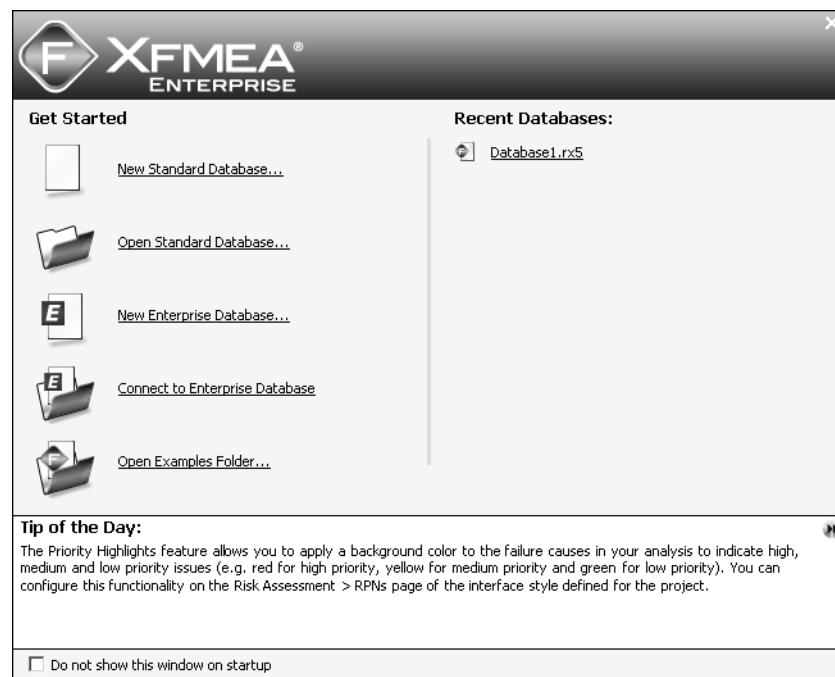 F XFMEA®
ENTERPRISE
Get Started
New Standard Database...
Open Standard Database...
E New Enterprise Database...
E Connect to Enterprise Database
F Open Examples Folder...
Recent Databases:
F Database1.rx5
Tip of the Day:
The Priority Highlights feature allows you to apply a background color to the failure causes in your analysis to indicate high,
medium and low priority issues (e.g. red for high priority, yellow for medium priority and green for low priority). You can
configure this functionality on the Risk Assessment > RPNs page of the interface style defined for the project.
Do not show this window on startup